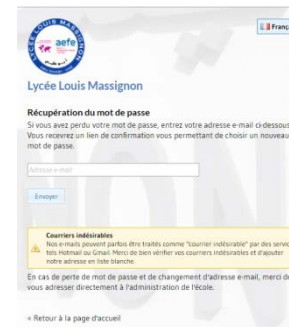 LYCÉE LOUIS MASSIGNON
aefe
França
Lycée Louis Massignon
Récupération du mot de passe
Si vous avez perdu votre mot de passe, entrez votre adresse e-mail ci-dessous
Vous recevrez un lien de confirmation vous permettant de choisir un nouveau
mot de passe.
Adresse e-mail
Envoyer
Courriers indésirables
Nos e-mails peuvent parfois être traités comme "courrier indésirable" par des servic
tels Hotmail ou Gmail. Merci de bien vérifier vos courriers indésirables et d'ajouter
notre adresse en liste blanche.
En cas de perte de mot de passe et de changement d'adresse e-mail, merci de
vous adresser directement à l'administration de l'école.
« Retour à la page d'accueil